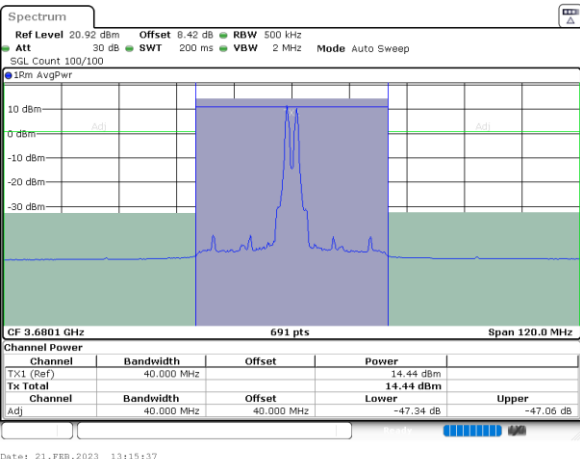 Spectrum
Ref Level 20.92 dBm Offset 8.42 dB RBW 500 kHz
Att 30 dB SWT 200 ms VBW 2 MHz Mode Auto Sweep
SGL Count 100/100
1Rm AvgPwr
10 dBm
Adj Adj
0 dBm
-10 dBm
-20 dBm
-30 dBm
CF 3.6801 GHz 691 pts Span 120.0 MHz
Channel Power
Channel Bandwidth Offset Power
TX1 (Ref) 40.000 MHz 14.44 dBm
Tx Total 14.44 dBm
Channel Bandwidth Offset Lower Upper
Adj 40.000 MHz 40.000 MHz -47.34 dB -47.06 dB
Ready
Date: 21.FEB.2023 13:15:37